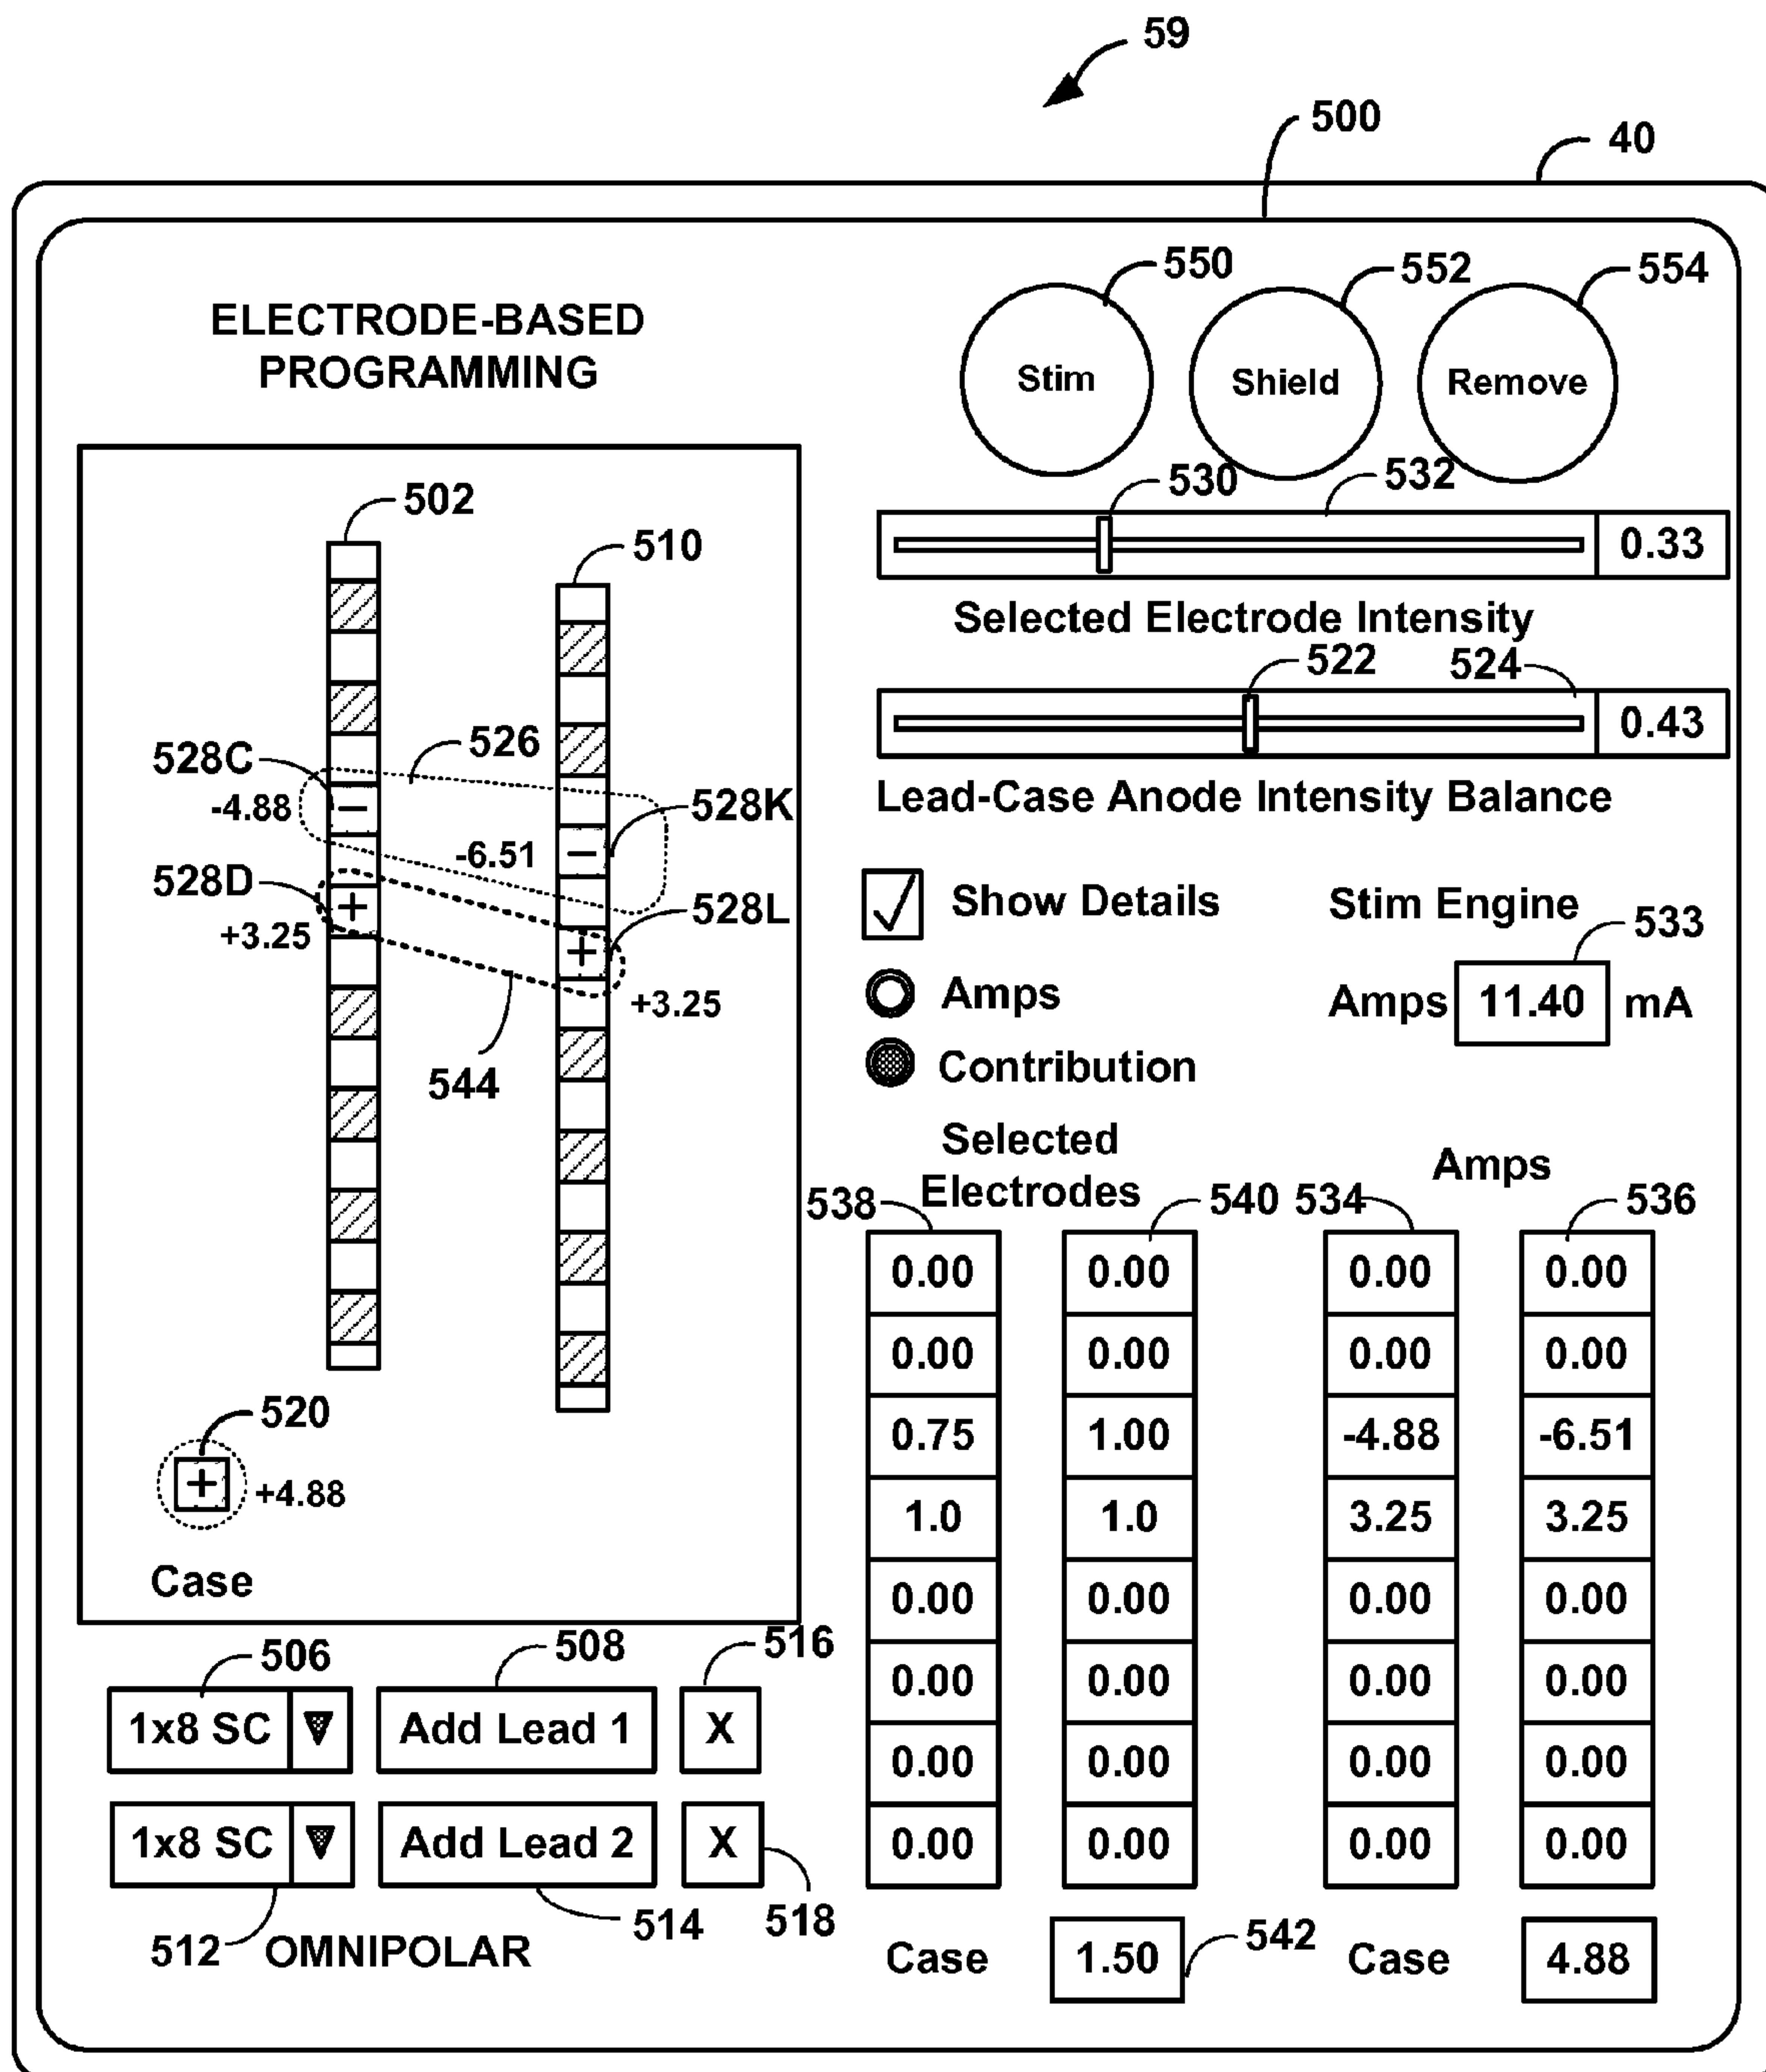 59
500
40
550
552
554
ELECTRODE-BASED
PROGRAMMING
Stim
Shield
Remove
530
532
0.33
Selected Electrode Intensity
522
524
0.43
Lead-Case Anode Intensity Balance
502
510
526
528C
-4.88
−
528K
-6.51
−
528D
+
+3.25
528L
+
+3.25
544
520
+
+4.88
Case
Show Details
Stim Engine
533
Amps
Amps 11.40 mA
Contribution
Selected
Electrodes
Amps
538
540
534
536
0.00 0.00 0.00 0.00
0.00 0.00 0.00 0.00
0.75 1.00 -4.88 -6.51
1.0 1.0 3.25 3.25
0.00 0.00 0.00 0.00
0.00 0.00 0.00 0.00
0.00 0.00 0.00 0.00
0.00 0.00 0.00 0.00
Case 1.50 542 Case 4.88
506
508
516
1x8 SC Add Lead 1 X
1x8 SC Add Lead 2 X
512
OMNIPOLAR
514
518